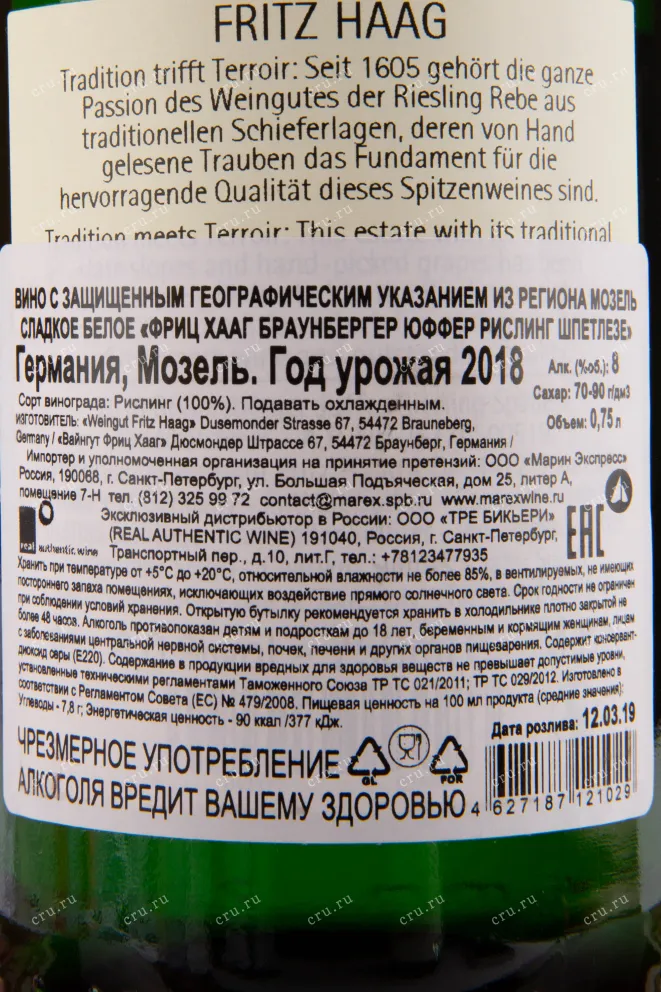 FRITZ HAAG
Tradition trifft Terroir: Seit 1605 gehört die ganze
Passion des Weingutes der Riesling Rebe aus
traditionellen Schieferlagen, deren von Hand
gelesene Trauben das Fundament für die
hervorragende Qualität dieses Spitzenweines sind.
Tradition meets Terroir: This estate with its traditional
ВИНО С ЗАЩИЩЕННЫМ ГЕОГРАФИЧЕСКИМ УКАЗАНИЕМ ИЗ РЕГИОНА МОЗЕЛЬ
СЛАДКОЕ БЕЛОЕ «ФРИЦ ХААГ БРАУНБЕРГЕР ЮФФЕР РИСЛИНГ ШПЕТЛЕЗЕ»
Германия, Мозель. Год урожая 2018
Алк. (%об.): 8
Сахар: 70-90 г/дм3
Объем: 0,75 л
Сорт винограда: Рислинг (100%). Подавать охлажденным.
ИЗГОТОВИТЕЛЬ: «Weingut Fritz Haag» Dusemonder Strasse 67, 54472 Brauneberg,
Germany / «Вайнгут Фриц Хааг» Дюсмондер Штрассе 67, 54472 Браунберг, Германия /
Импортер и уполномоченная организация на принятие претензий: ООО «Марин Экспресс»
Россия, 190068, г. Санкт-Петербург, ул. Большая Подъяческая, дом 25, литер А,
помещение 7-Н тел. (812) 325 99 72 contact@marex.spb.ru www.marexwine.ru
Эксклюзивный дистрибьютор в России: ООО «ТРЕ БИКЬЕРИ»
(REAL AUTHENTIC WINE) 191040, Россия, г. Санкт-Петербург,
Транспортный пер., д.10, лит.Г, тел.: +78123477935
real authentic wine
EAC
Хранить при температуре от +5°С до +20°С, относительной влажности не более 85%, в вентилируемых, не имеющих
постороннего запаха помещениях, исключающих воздействие прямого солнечного света. Срок годности не ограничен
при соблюдении условий хранения. Открытую бутылку рекомендуется хранить в холодильнике плотно закрытой не
более 48 часов. Алкоголь противопоказан детям и подросткам до 18 лет, беременным и кормящим женщинам, лицам
с заболеваниями центральной нервной системы, почек, печени и других органов пищеварения. Содержит консервант-
диоксид серы (Е220). Содержание в продукции вредных для здоровья веществ не превышает допустимые уровни,
установленные техническими регламентами Таможенного Союза ТР ТС 021/2011; ТР ТС 029/2012. Изготовлено в
соответствии с Регламентом Совета (ЕС) № 479/2008. Пищевая ценность на 100 мл продукта (средние значения):
Углеводы - 7,8 г; Энергетическая ценность - 90 ккал /377 кДж.
Дата розлива: 12.03.19
ЧРЕЗМЕРНОЕ УПОТРЕБЛЕНИЕ
АЛКОГОЛЯ ВРЕДИТ ВАШЕМУ ЗДОРОВЬЮ
GL
FOR
4 627187 121029
cru.ru